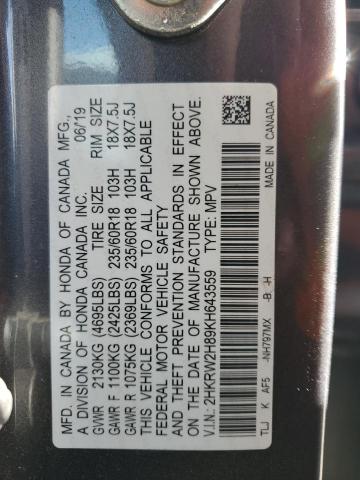 MFD. IN CANADA BY HONDA OF CANADA MFG.,
A DIVISION OF HONDA CANADA INC. 06/19
GVWR 2130KG (4695LBS) TIRE SIZE RIM SIZE
GAWR F 1100KG (2425LBS) 235/60R18 103H 18X7.5J
GAWR R 1075KG (2369LBS) 235/60R18 103H 18X7.5J
THIS VEHICLE CONFORMS TO ALL APPLICABLE
FEDERAL MOTOR VEHICLE SAFETY
AND THEFT PREVENTION STANDARDS IN EFFECT
ON THE DATE OF MANUFACTURE SHOWN ABOVE.
V.I.N.: 2HKRW2H89KH643559 TYPE: MPV
TLJ K AF5 -NH797MX -B -H MADE IN CANADA